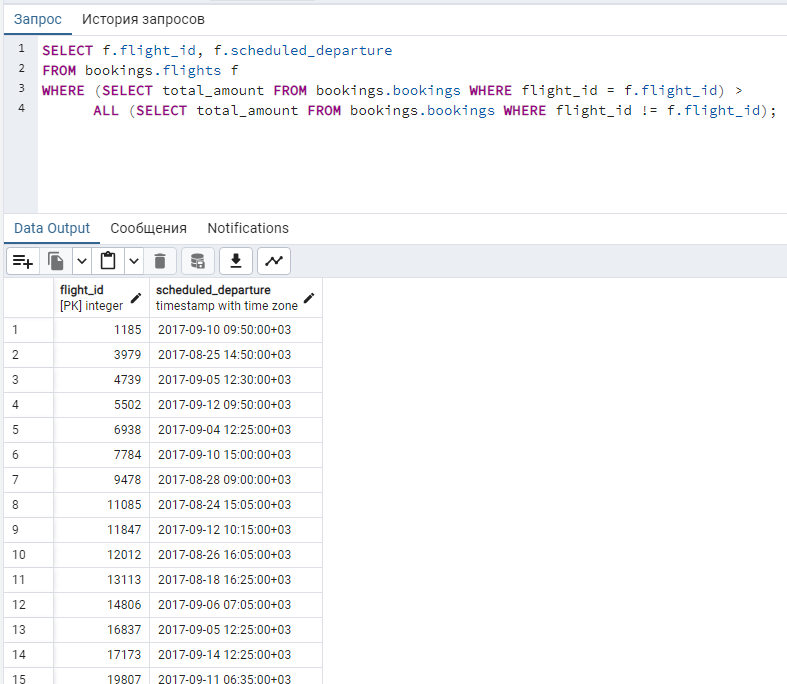 Запрос История запросов
1 SELECT f.flight_id, f.scheduled_departure
2 FROM bookings.flights f
3 WHERE (SELECT total_amount FROM bookings.bookings WHERE flight_id = f.flight_id) >
4 ALL (SELECT total_amount FROM bookings.bookings WHERE flight_id != f.flight_id);
Data Output Сообщения Notifications
flight_id scheduled_departure
[PK] integer timestamp with time zone
1 1185 2017-09-10 09:50:00+03
2 3979 2017-08-25 14:50:00+03
3 4739 2017-09-05 12:30:00+03
4 5502 2017-09-12 09:50:00+03
5 6938 2017-09-04 12:25:00+03
6 7784 2017-09-10 15:00:00+03
7 9478 2017-08-28 09:00:00+03
8 11085 2017-08-24 15:05:00+03
9 11847 2017-09-12 10:15:00+03
10 12012 2017-08-26 16:05:00+03
11 13113 2017-08-18 16:25:00+03
12 14806 2017-09-06 07:05:00+03
13 16837 2017-09-05 12:25:00+03
14 17173 2017-09-14 12:25:00+03
15 19807 2017-09-11 06:35:00+03